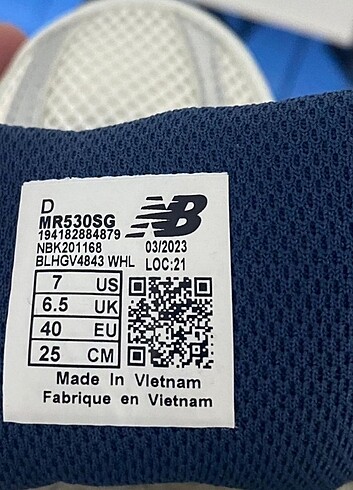 D
MR530SG
194182884879
NBK201168 03/2023
BLHGV4843 WHL LOC:21
NB
7 US
6.5 UK
40 EU
25 CM
Made In Vietnam
Fabrique en Vietnam